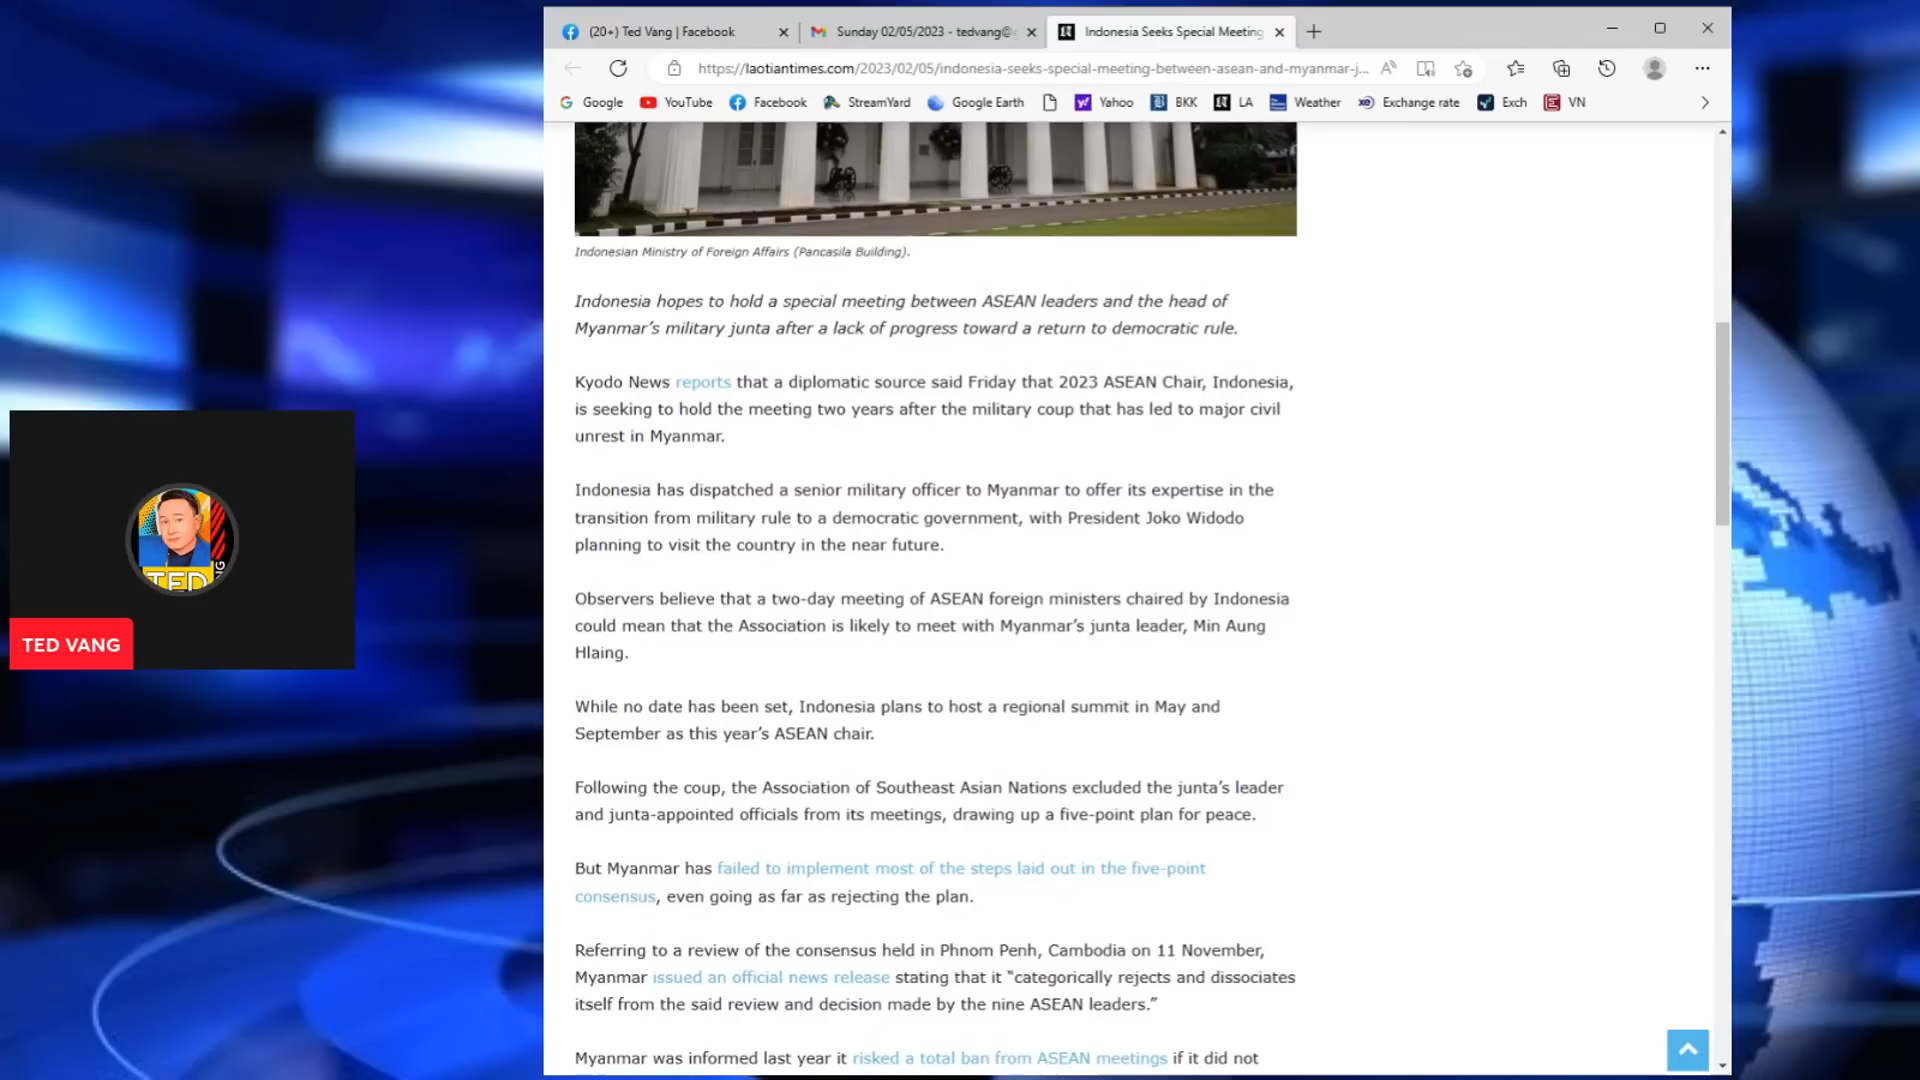 (20+) Ted Vang | Facebook
Sunday 02/05/2023 - tedvang@
Indonesia Seeks Special Meeting
https://laotiantimes.com/2023/02/05/indonesia-seeks-special-meeting-between-asean-and-myanmar-j...
Google
YouTube
Facebook
StreamYard
Google Earth
Yahoo
BKK
LA
Weather
Exchange rate
Exch
VN
Indonesian Ministry of Foreign Affairs (Pancasila Building).
Indonesia hopes to hold a special meeting between ASEAN leaders and the head of
Myanmar’s military junta after a lack of progress toward a return to democratic rule.
Kyodo News reports that a diplomatic source said Friday that 2023 ASEAN Chair, Indonesia,
is seeking to hold the meeting two years after the military coup that has led to major civil
unrest in Myanmar.
Indonesia has dispatched a senior military officer to Myanmar to offer its expertise in the
transition from military rule to a democratic government, with President Joko Widodo
planning to visit the country in the near future.
Observers believe that a two-day meeting of ASEAN foreign ministers chaired by Indonesia
could mean that the Association is likely to meet with Myanmar’s junta leader, Min Aung
Hlaing.
While no date has been set, Indonesia plans to host a regional summit in May and
September as this year’s ASEAN chair.
Following the coup, the Association of Southeast Asian Nations excluded the junta’s leader
and junta-appointed officials from its meetings, drawing up a five-point plan for peace.
But Myanmar has failed to implement most of the steps laid out in the five-point
consensus, even going as far as rejecting the plan.
Referring to a review of the consensus held in Phnom Penh, Cambodia on 11 November,
Myanmar issued an official news release stating that it “categorically rejects and dissociates
itself from the said review and decision made by the nine ASEAN leaders.”
Myanmar was informed last year it risked a total ban from ASEAN meetings if it did not
TED
TED VANG